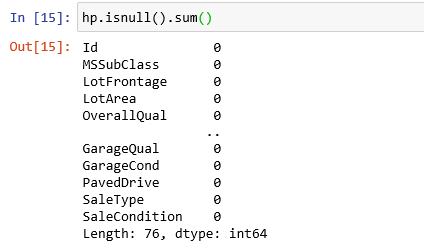 In [15]: hp.isnull().sum()
Out[15]: Id 0
MSSubClass 0
LotFrontage 0
LotArea 0
OverallQual 0
..
GarageQual 0
GarageCond 0
PavedDrive 0
SaleType 0
SaleCondition 0
Length: 76, dtype: int64